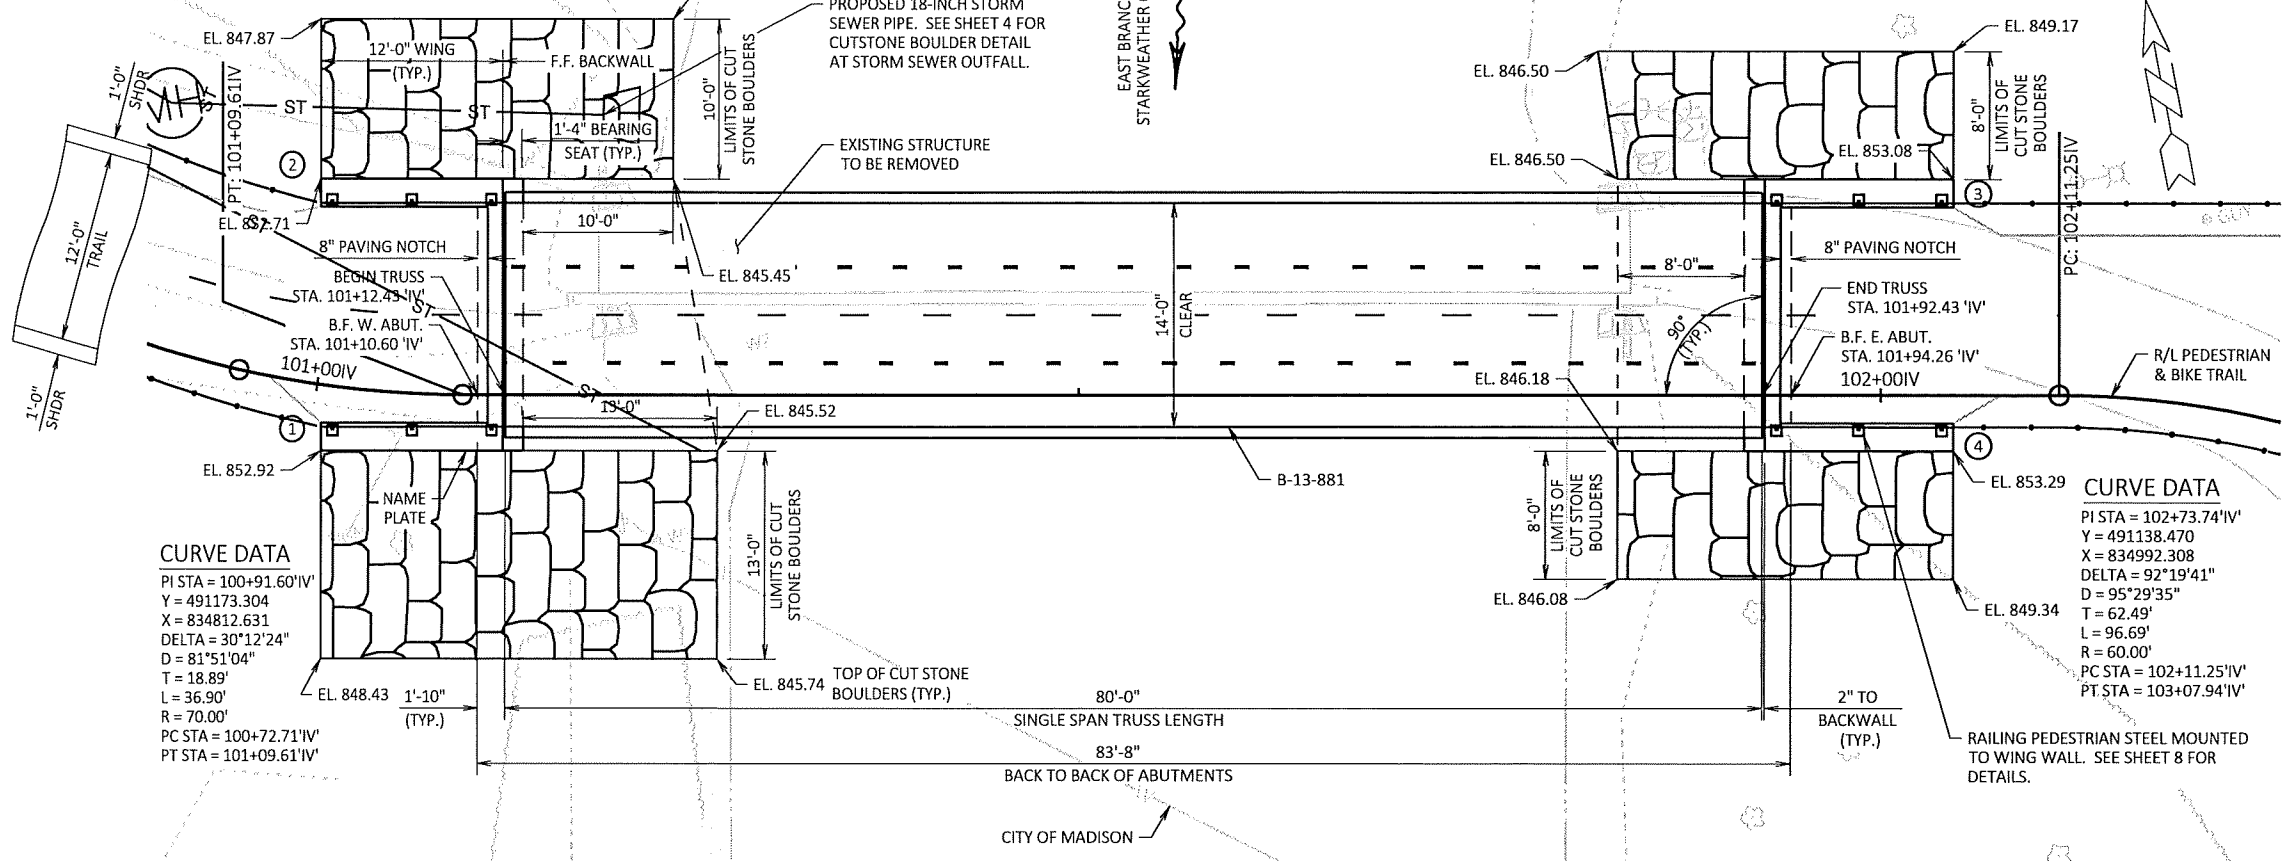 PROPOSED 18-INCH STORM
SEWER PIPE. SEE SHEET 4 FOR
CUTSTONE BOULDER DETAIL
AT STORM SEWER OUTFALL.
EAST BRANC
STARKWEATHER
EL. 847.87
12'-0" WING
(TYP.)
F.F. BACKWALL
10'-0"
LIMITS OF CUT
STONE BOULDERS
1'-0"
SHDR
PT: 101+09.61IV
ST
ST
ST
1'-4" BEARING
SEAT (TYP.)
EXISTING STRUCTURE
TO BE REMOVED
EL. 849.17
EL. 846.50
8'-0"
LIMITS OF
CUT STONE
BOULDERS
EL. 853.08
EL. 846.50
2
3
PC: 102+11.25IV
GUY
12'-0"
TRAIL
1'-0"
SHDR
ST
10'-0"
8" PAVING NOTCH
EL. 845.45
BEGIN TRUSS
STA. 101+12.43 'IV'
ST
B.F. W. ABUT.
STA. 101+10.60 'IV'
101+00IV
14'-0"
CLEAR
8'-0"
90°
(TYP.)
8" PAVING NOTCH
END TRUSS
STA. 101+92.43 'IV'
B.F. E. ABUT.
STA. 101+94.26 'IV'
102+00IV
R/L PEDESTRIAN
& BIKE TRAIL
ST
13'-0"
EL. 845.52
EL. 846.18
1
4
EL. 852.92
NAME
PLATE
B-13-881
13'-0"
LIMITS OF CUT
STONE BOULDERS
8'-0"
LIMITS OF
CUT STONE
BOULDERS
EL. 853.29
EL. 846.08
EL. 849.34
CURVE DATA
PI STA = 100+91.60'IV'
Y = 491173.304
X = 834812.631
DELTA = 30°12'24"
D = 81°51'04"
T = 18.89'
L = 36.90'
R = 70.00'
PC STA = 100+72.71'IV'
PT STA = 101+09.61'IV'
CURVE DATA
PI STA = 102+73.74'IV'
Y = 491138.470
X = 834992.308
DELTA = 92°19'41"
D = 95°29'35"
T = 62.49'
L = 96.69'
R = 60.00'
PC STA = 102+11.25'IV'
PT STA = 103+07.94'IV'
EL. 848.43
EL. 845.74
TOP OF CUT STONE
BOULDERS (TYP.)
1'-10"
(TYP.)
80'-0"
SINGLE SPAN TRUSS LENGTH
2" TO
BACKWALL
(TYP.)
83'-8"
BACK TO BACK OF ABUTMENTS
RAILING PEDESTRIAN STEEL MOUNTED
TO WING WALL. SEE SHEET 8 FOR
DETAILS.
CITY OF MADISON